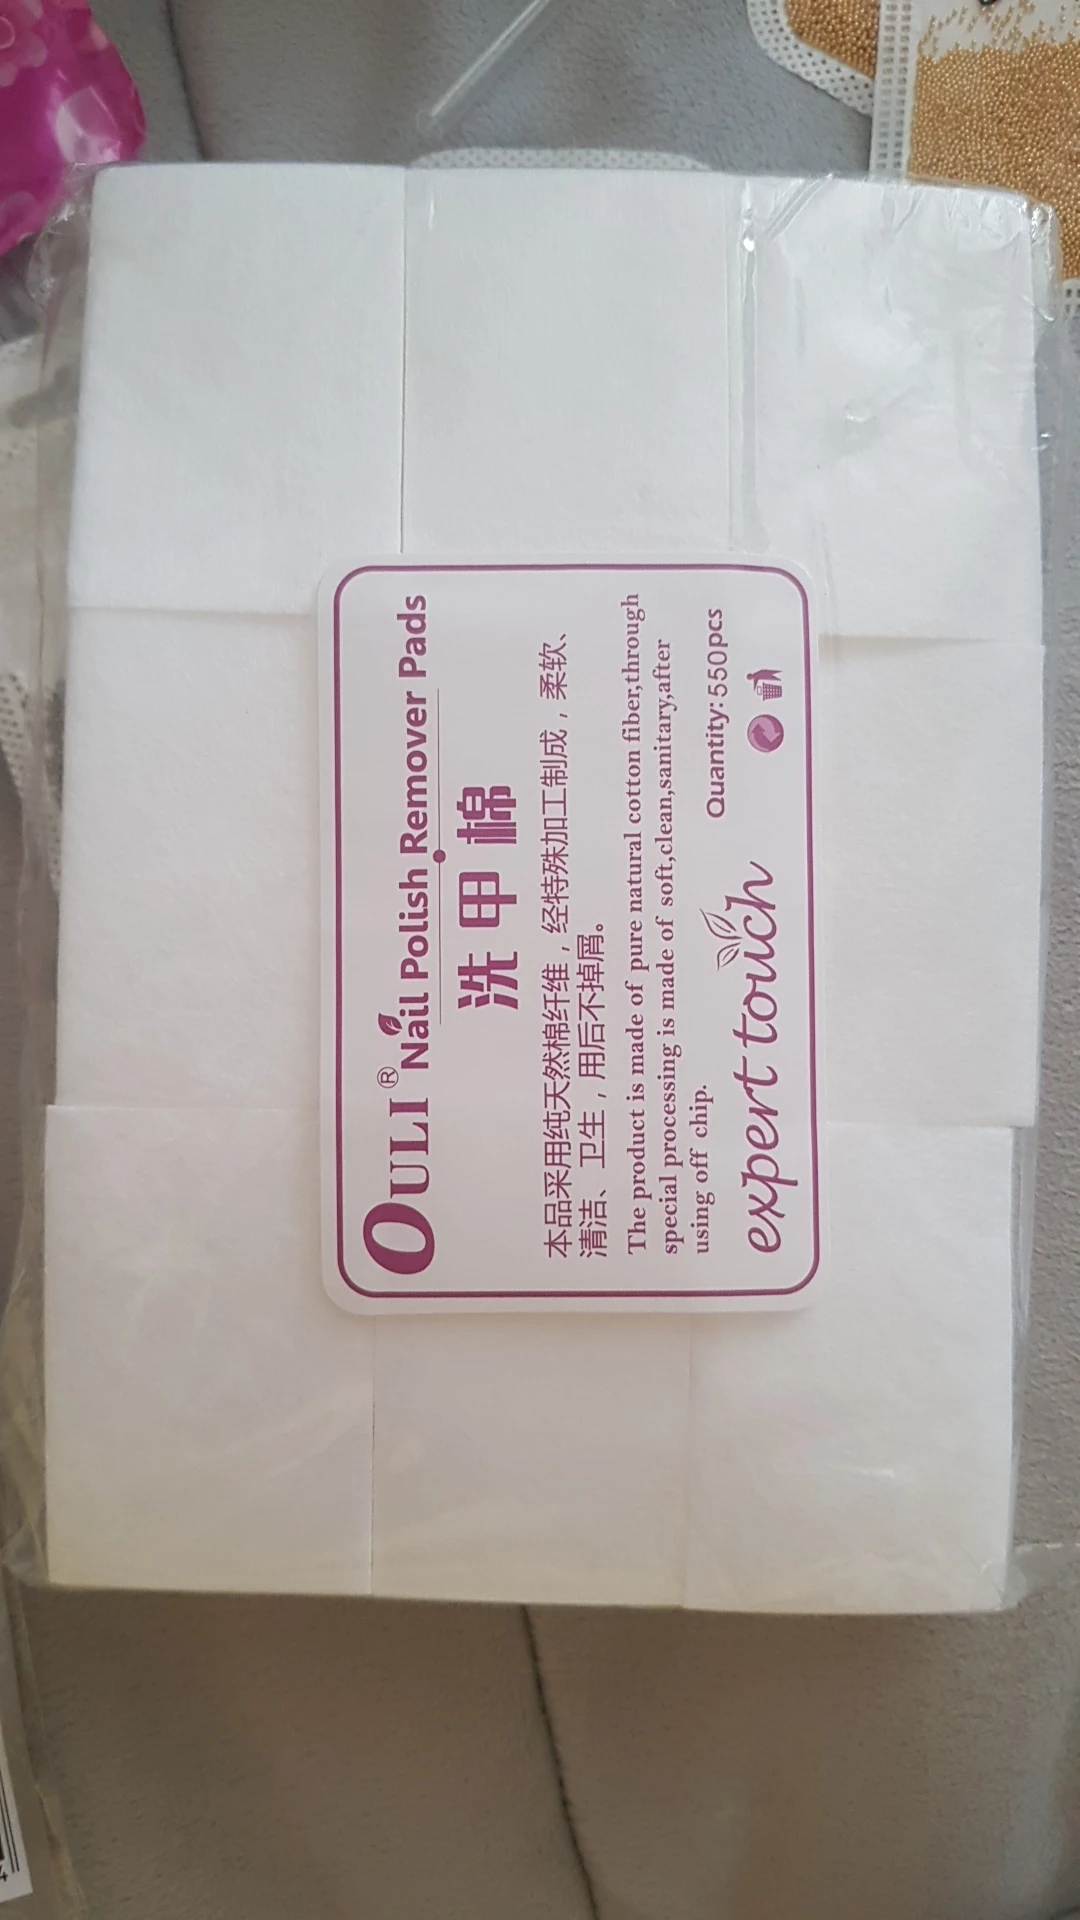 OULI® Nail Polish Remover Pads
洗甲棉
本品采用纯天然棉纤维，经特殊加工制成，柔软、
清洁、卫生，用后不掉屑。
The product is made of pure natural cotton fiber,through
special processing is made of soft,clean,sanitary,after
using off chip.
expert touch
Quantity:550pcs